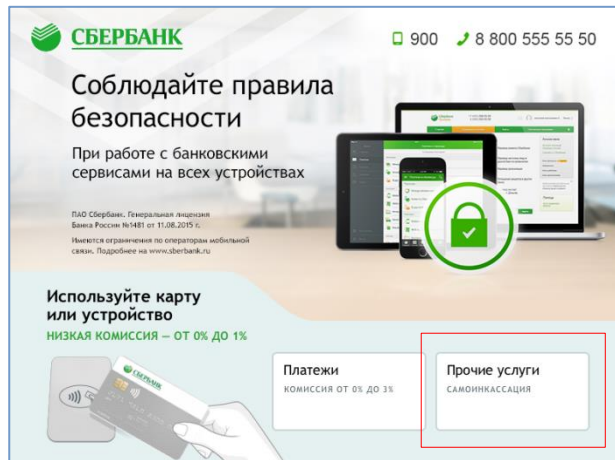 СБЕРБАНК
900 8 800 555 55 50
Соблюдайте правила
безопасности
При работе с банковскими
сервисами на всех устройствах
ПАО Сбербанк. Генеральная лицензия
Банка России №1481 от 11.08.2015 г.
Имеются ограничения по операторам мобильной
связи. Подробнее на www.sberbank.ru
Используйте карту
или устройство
НИЗКАЯ КОМИССИЯ — ОТ 0% ДО 1%
СБЕРБАНК
Платежи
КОМИССИЯ ОТ 0% ДО 3%
Прочие услуги
САМОИНКАССАЦИЯ